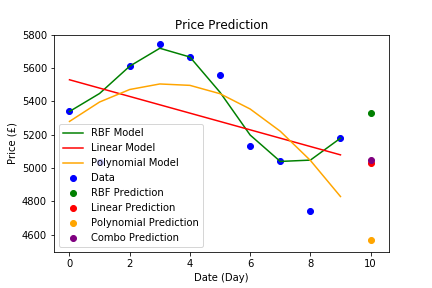 Price Prediction
Price (£)
5800
5600
5400
5200
5000
4800
4600
RBF Model
Linear Model
Polynomial Model
Data
RBF Prediction
Linear Prediction
Polynomial Prediction
Combo Prediction
0
2
4
6
8
10
Date (Day)